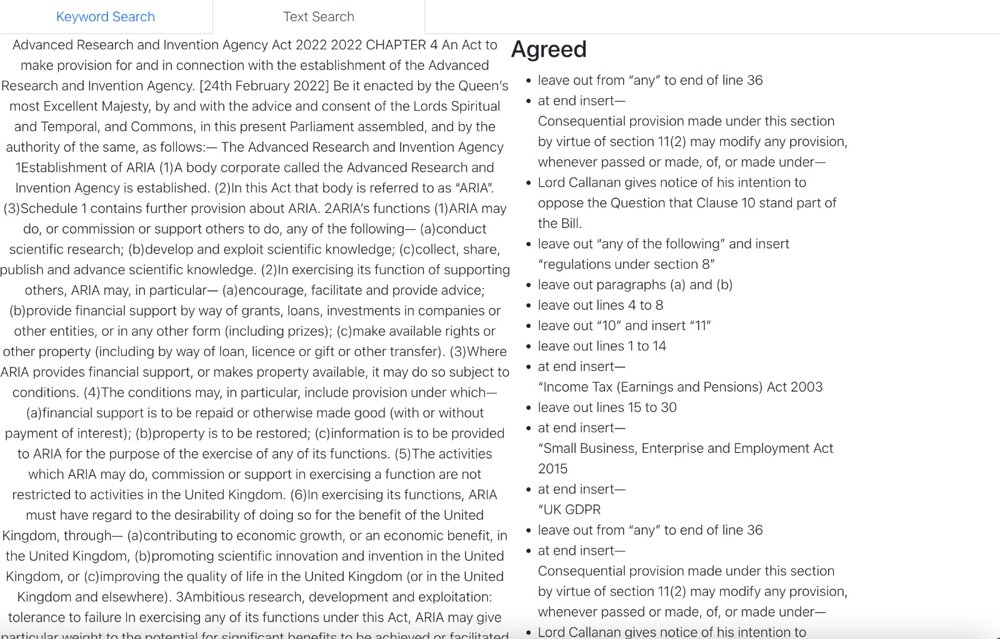 Keyword Search
Text Search
Advanced Research and Invention Agency Act 2022 2022 CHAPTER 4 An Act to
make provision for and in connection with the establishment of the Advanced
Research and Invention Agency. [24th February 2022] Be it enacted by the Queen’s
most Excellent Majesty, by and with the advice and consent of the Lords Spiritual
and Temporal, and Commons, in this present Parliament assembled, and by the
authority of the same, as follows:— The Advanced Research and Invention Agency
1Establishment of ARIA (1)A body corporate called the Advanced Research and
Invention Agency is established. (2)In this Act that body is referred to as “ARIA”.
(3)Schedule 1 contains further provision about ARIA. 2ARIA’s functions (1)ARIA may
do, or commission or support others to do, any of the following— (a)conduct
scientific research; (b)develop and exploit scientific knowledge; (c)collect, share,
publish and advance scientific knowledge. (2)In exercising its function of supporting
others, ARIA may, in particular— (a)encourage, facilitate and provide advice;
(b)provide financial support by way of grants, loans, investments in companies or
other entities, or in any other form (including prizes); (c)make available rights or
other property (including by way of loan, licence or gift or other transfer). (3)Where
ARIA provides financial support, or makes property available, it may do so subject to
conditions. (4)The conditions may, in particular, include provision under which—
(a)financial support is to be repaid or otherwise made good (with or without
payment of interest); (b)property is to be restored; (c)information is to be provided
to ARIA for the purpose of the exercise of any of its functions. (5)The activities
which ARIA may do, commission or support in exercising a function are not
restricted to activities in the United Kingdom. (6)In exercising its functions, ARIA
must have regard to the desirability of doing so for the benefit of the United
Kingdom, through— (a)contributing to economic growth, or an economic benefit, in
the United Kingdom, (b)promoting scientific innovation and invention in the United
Kingdom, or (c)improving the quality of life in the United Kingdom (or in the United
Kingdom and elsewhere). 3Ambitious research, development and exploitation:
tolerance to failure In exercising any of its functions under this Act, ARIA may give
particular weight to the potential for significant benefits to be achieved or facilitated
Agreed
• leave out from “any” to end of line 36
• at end insert—
Consequential provision made under this section
by virtue of section 11(2) may modify any provision,
whenever passed or made, of, or made under—
• Lord Callanan gives notice of his intention to
oppose the Question that Clause 10 stand part of
the Bill.
• leave out “any of the following” and insert
“regulations under section 8”
• leave out paragraphs (a) and (b)
• leave out lines 4 to 8
• leave out “10” and insert “11”
• leave out lines 1 to 14
• at end insert—
“Income Tax (Earnings and Pensions) Act 2003
• leave out lines 15 to 30
• at end insert—
“Small Business, Enterprise and Employment Act
2015
• at end insert—
“UK GDPR
• leave out from “any” to end of line 36
• at end insert—
Consequential provision made under this section
by virtue of section 11(2) may modify any provision,
whenever passed or made, of, or made under—
• Lord Callanan gives notice of his intention to